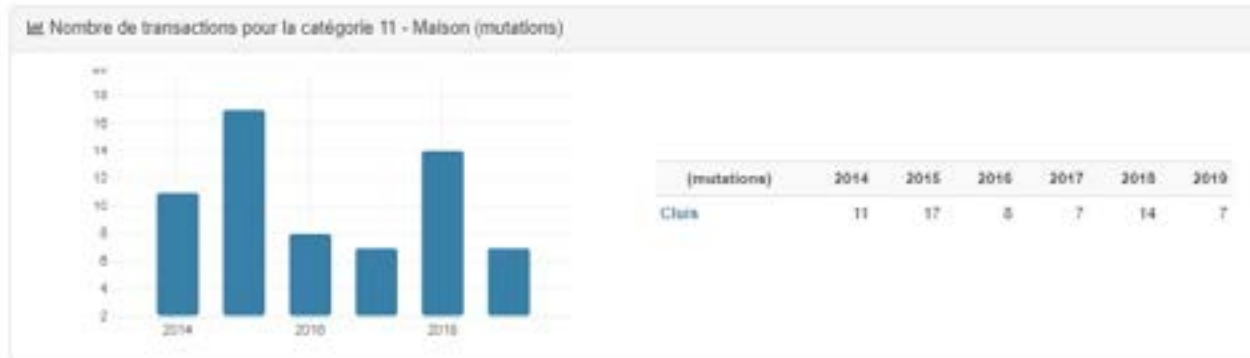 Nombre de transactions pour la catégorie 11 - Maison (mutations)
20
18
16
14
12
10
8
6
4
2
2014 2016 2018
(mutations) 2014 2015 2016 2017 2018 2019
Cluis 11 17 8 7 14 7